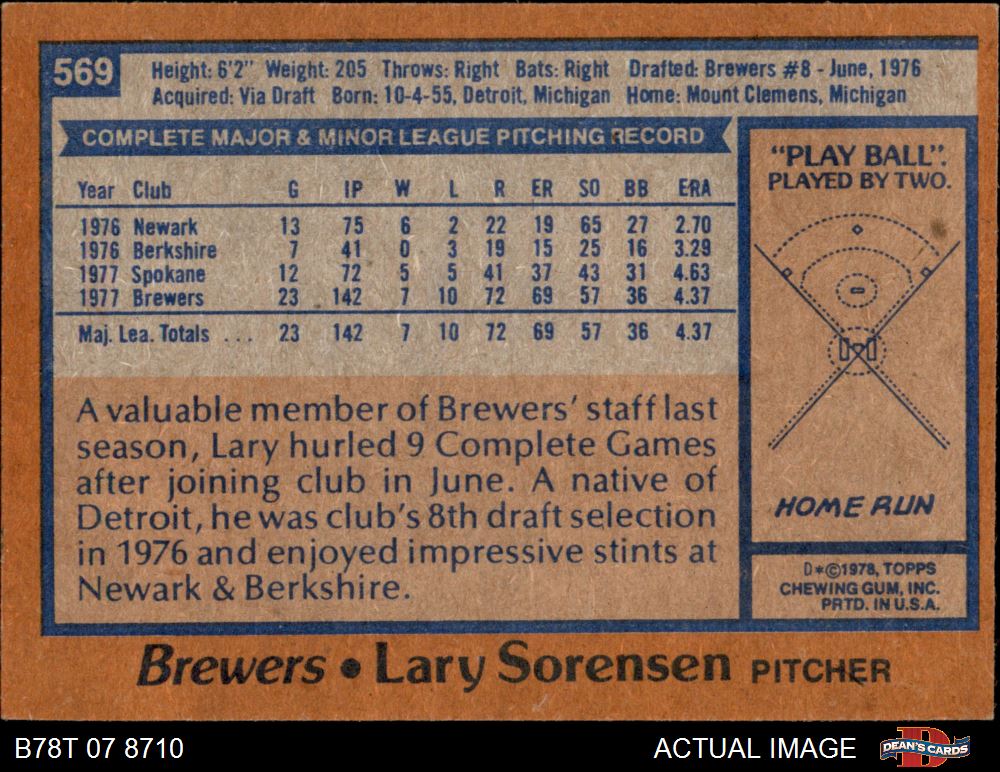 569
Height: 6'2" Weight: 205 Throws: Right Bats: Right Drafted: Brewers #8 - June, 1976
Acquired: Via Draft Born: 10-4-55, Detroit, Michigan Home: Mount Clemens, Michigan
COMPLETE MAJOR & MINOR LEAGUE PITCHING RECORD
Year Club G IP W L R ER SO BB ERA
1976 Newark 13 75 6 2 22 19 65 27 2.70
1976 Berkshire 7 41 0 3 19 15 25 16 3.29
1977 Spokane 12 72 5 5 41 37 43 31 4.63
1977 Brewers 23 142 7 10 72 69 57 36 4.37
Maj. Lea. Totals . . . 23 142 7 10 72 69 57 36 4.37
A valuable member of Brewers' staff last
season, Lary hurled 9 Complete Games
after joining club in June. A native of
Detroit, he was club's 8th draft selection
in 1976 and enjoyed impressive stints at
Newark & Berkshire.
"PLAY BALL".
PLAYED BY TWO.
HOME RUN
D*©1978, TOPPS
CHEWING GUM, INC.
PRTD. IN U.S.A.
Brewers • Lary Sorensen PITCHER
B78T 07 8710
ACTUAL IMAGE
D
DEAN'S CARDS